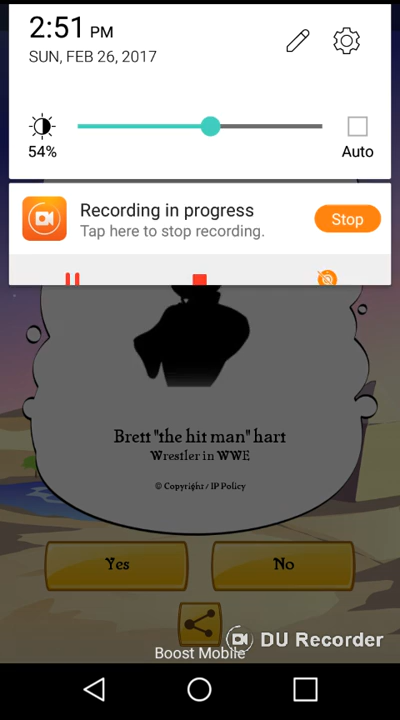 2:51 PM
SUN, FEB 26, 2017
54%
Auto
Recording in progress
Tap here to stop recording.
Stop
Brett "the hit man" hart
Wrestler in WWE
© Copyright / IP Policy
Yes
No
DU Recorder
Boost Mobile